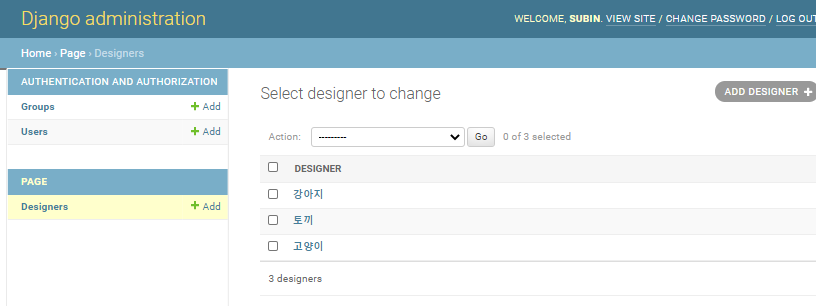 Django administration
WELCOME, SUBIN. VIEW SITE / CHANGE PASSWORD / LOG OUT
Home › Page › Designers
AUTHENTICATION AND AUTHORIZATION
Groups + Add
Users + Add
PAGE
Designers + Add
Select designer to change
ADD DESIGNER +
Action: --------- Go 0 of 3 selected
DESIGNER
강아지
토끼
고양이
3 designers